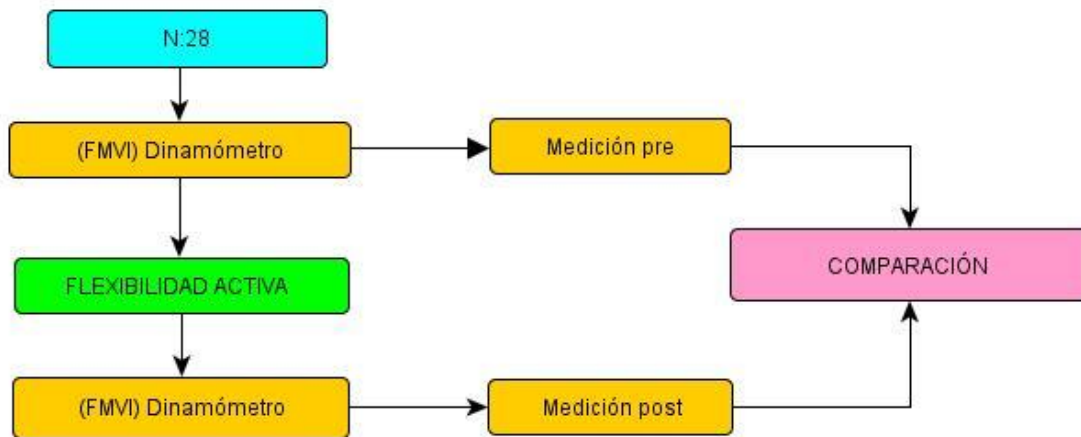 N:28
(FMVI) Dinamómetro
Medición pre
FLEXIBILIDAD ACTIVA
COMPARACIÓN
(FMVI) Dinamómetro
Medición post